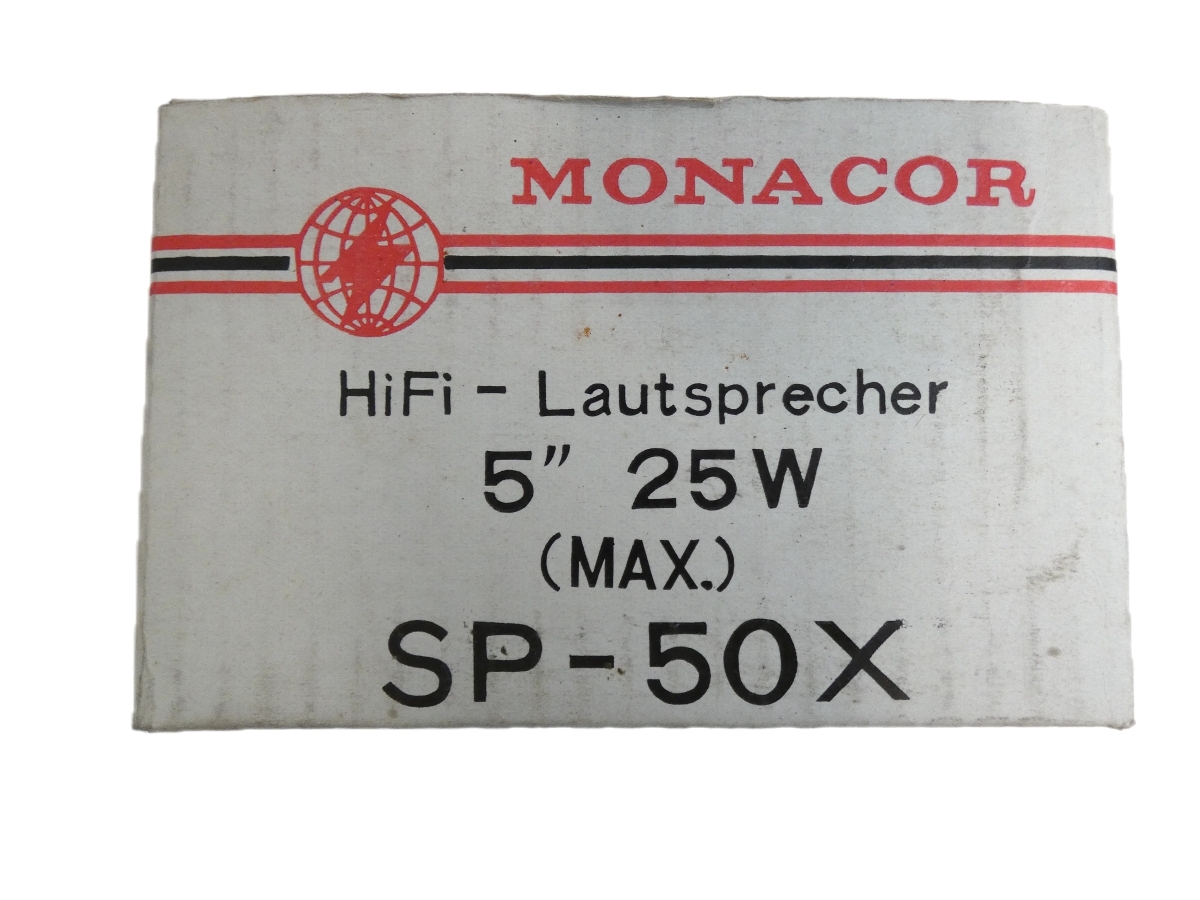 MONACOR
HiFi - Lautsprecher
5" 25W
(MAX.)
SP-50X